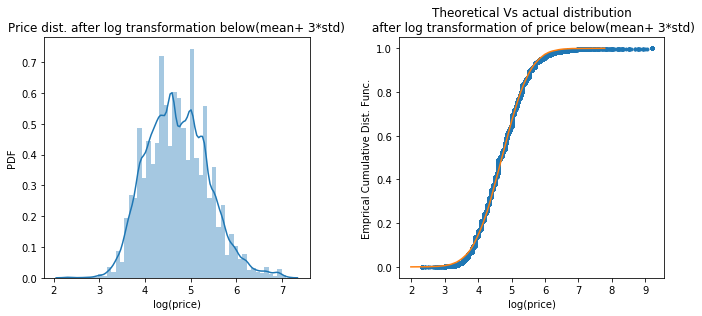 Price dist. after log transformation below(mean+ 3*std)
PDF
0.7
0.6
0.5
0.4
0.3
0.2
0.1
0.0
2 3 4 5 6 7
log(price)
Theoretical Vs actual distribution
after log transformation of price below(mean+ 3*std)
Emprical Cumulative Dist. Func.
1.0
0.8
0.6
0.4
0.2
0.0
2 3 4 5 6 7 8 9
log(price)